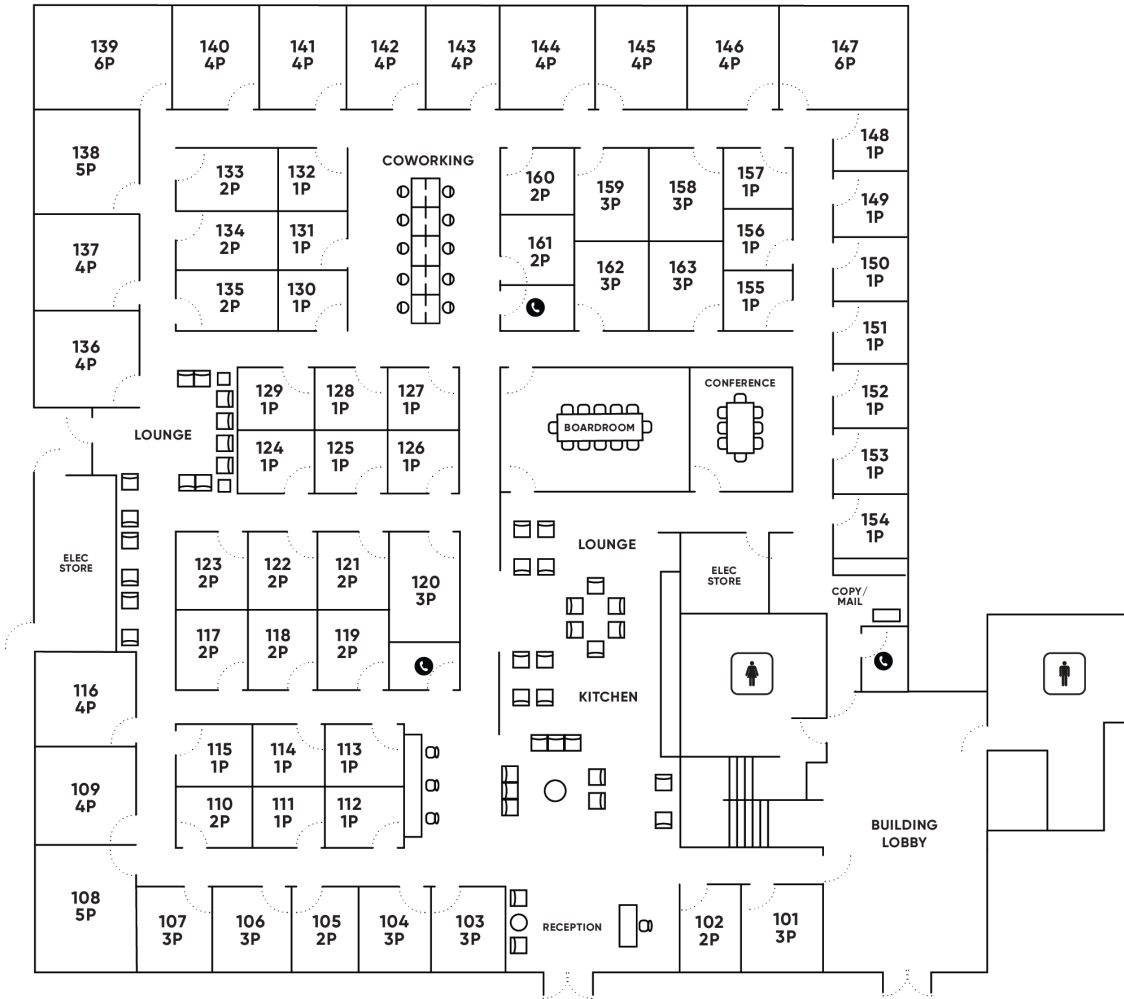 139
6P
140
4P
141
4P
142
4P
143
4P
144
4P
145
4P
146
4P
147
6P
138
5P
148
1P
133
2P
132
1P
COWORKING
160
2P
159
3P
158
3P
157
1P
149
1P
137
4P
134
2P
131
1P
161
2P
156
1P
150
1P
135
2P
130
1P
162
3P
163
3P
155
1P
151
1P
136
4P
129
1P
128
1P
127
1P
CONFERENCE
152
1P
LOUNGE
BOARDROOM
124
1P
125
1P
126
1P
153
1P
154
1P
LOUNGE
ELEC
STORE
123
2P
122
2P
121
2P
120
3P
ELEC
STORE
COPY/
MAIL
117
2P
118
2P
119
2P
116
4P
KITCHEN
115
1P
114
1P
113
1P
109
4P
110
2P
111
1P
112
1P
BUILDING
LOBBY
108
5P
107
3P
106
3P
105
2P
104
3P
103
3P
RECEPTION
102
2P
101
3P